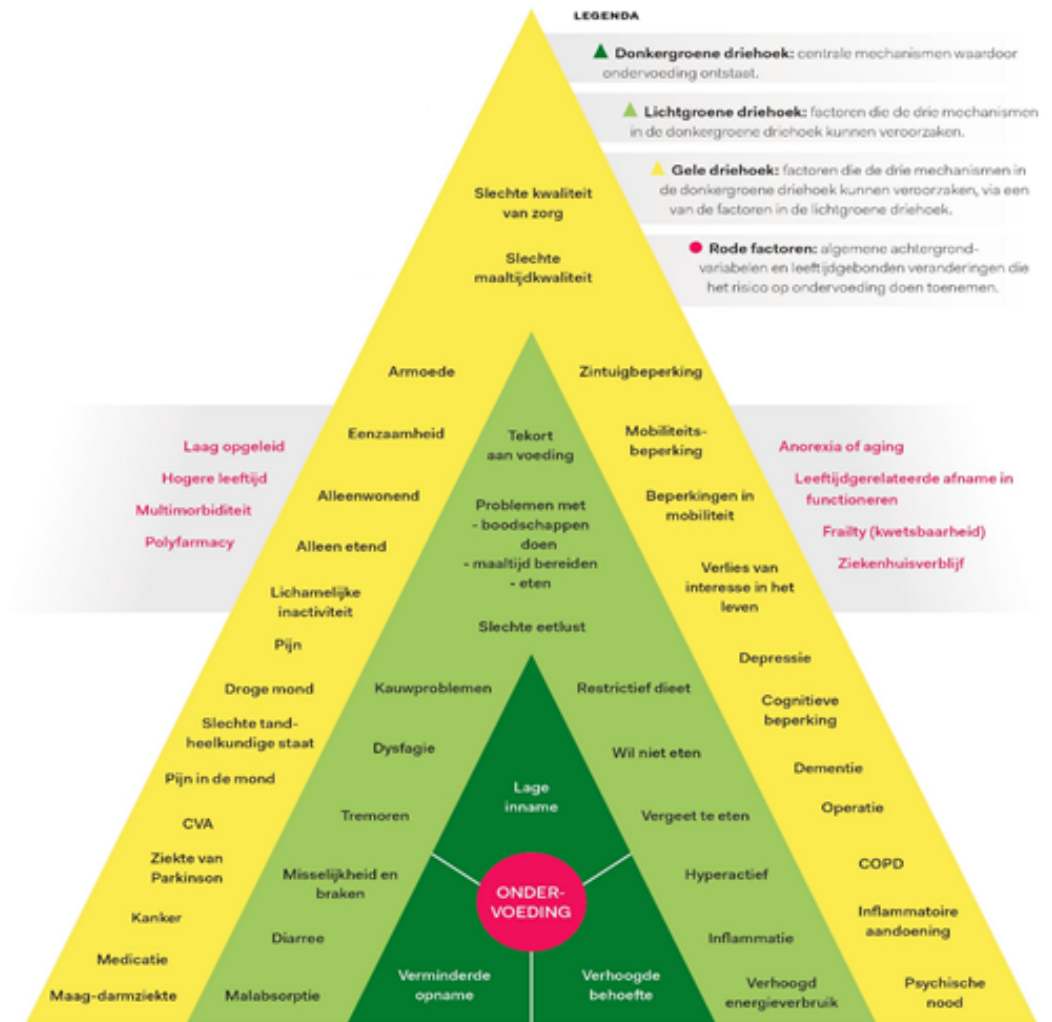 LEGENDA
Donkergroene driehoek: centrale mechanismen waardoor
ondervoeding ontstaat.
Lichtgroene driehoek: factoren die de drie mechanismen
in de donkergroene driehoek kunnen veroorzaken.
Gele driehoek: factoren die de drie mechanismen in
de donkergroene driehoek kunnen veroorzaken, via een
van de factoren in de lichtgroene driehoek.
Rode factoren: algemene achtergrond-
variabelen en leeftijdgebonden veranderingen die
het risico op ondervoeding doen toenemen.
Slechte kwaliteit
van zorg
Slechte
maaltijdkwaliteit
Armoede
Eenzaamheid
Alleenwonend
Alleen etend
Lichamelijke
inactiviteit
Pijn
Droge mond
Slechte tand-
heelkundige staat
Pijn in de mond
CVA
Ziekte van
Parkinson
Kanker
Medicatie
Maag-darmziekte
Zintuigbeperking
Mobiliteits-
beperking
Beperkingen in
mobiliteit
Verlies van
interesse in het
leven
Depressie
Cognitieve
beperking
Dementie
Operatie
COPD
Inflammatoire
aandoening
Psychische
nood
Laag opgeleid
Hogere leeftijd
Multimorbiditeit
Polyfarmacy
Anorexia of aging
Leeftijdgerelateerde afname in
functioneren
Frailty (kwetsbaarheid)
Ziekenhuisverblijf
Tekort
aan voeding
Problemen met
- boodschappen
doen
- maaltijd bereiden
- eten
Slechte eetlust
Kauwproblemen
Dysfagie
Tremoren
Misselijkheid en
braken
Diarree
Malabsorptie
Restrictief dieet
Wil niet eten
Vergeet te eten
Hyperactief
Inflammatie
Verhoogd
energieverbruik
Lage
inname
ONDER-
VOEDING
Verminderde
opname
Verhoogde
behoefte